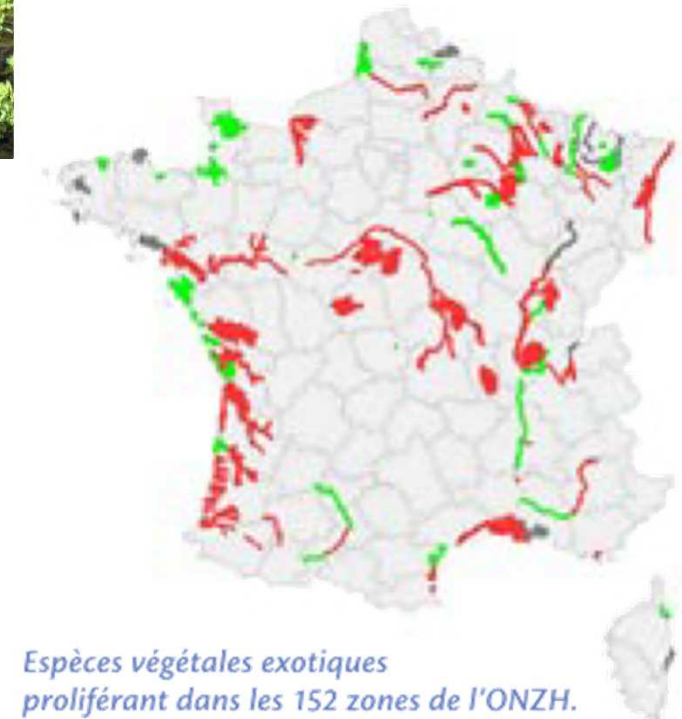 Espèces végétales exotiques
proliférant dans les 152 zones de l'ONZH.